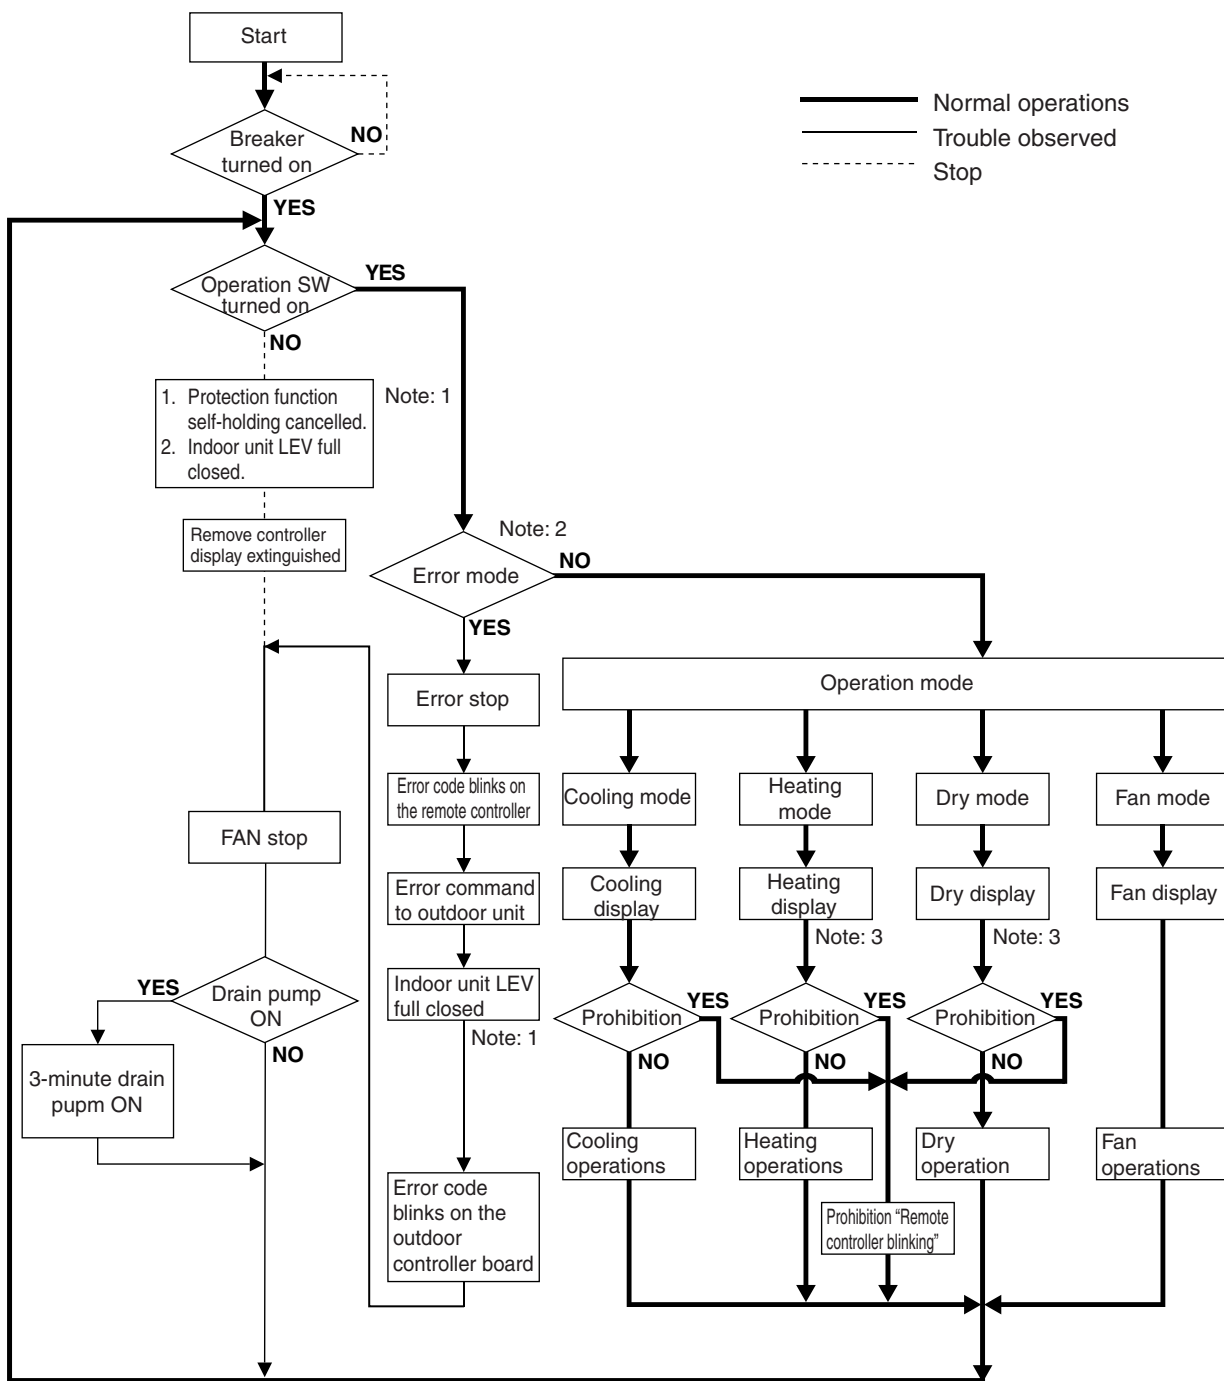 Start
Normal operations
Trouble observed
Stop
Breaker
turned on
NO
YES
Operation SW
turned on
YES
NO
1. Protection function
self-holding cancelled.
2. Indoor unit LEV full
closed.
Note: 1
Remove controller
display extinguished
Note: 2
Error mode
NO
YES
Error stop
Operation mode
Error code blinks on
the remote controller
Cooling mode
Heating
mode
Dry mode
Fan mode
FAN stop
Error command
to outdoor unit
Cooling
display
Heating
display
Dry display
Fan display
Note: 3
Note: 3
Drain pump
ON
YES
NO
Indoor unit LEV
full closed
Note: 1
Prohibition
YES
NO
Prohibition
YES
NO
Prohibition
YES
NO
3-minute drain
pupm ON
Cooling
operations
Heating
operations
Dry
operation
Fan
operations
Error code
blinks on the
outdoor
controller board
Prohibition “Remote
controller blinking”